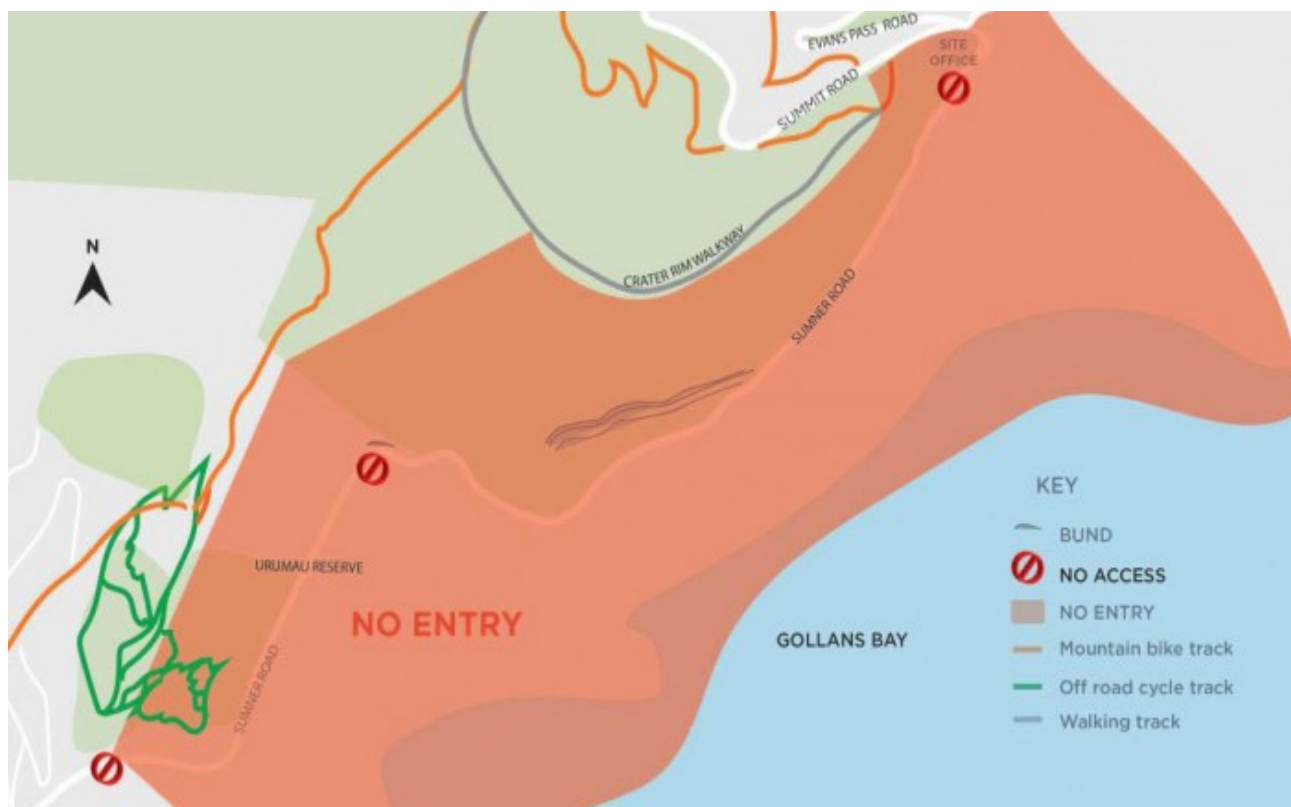 EVANS PASS ROAD
SITE
OFFICE
SUMMIT ROAD
N
CRATER RIM WALKWAY
SUMNER ROAD
URUMAU RESERVE
NO ENTRY
SUMNER ROAD
GOLLANS BAY
KEY
BUND
NO ACCESS
NO ENTRY
Mountain bike track
Off road cycle track
Walking track